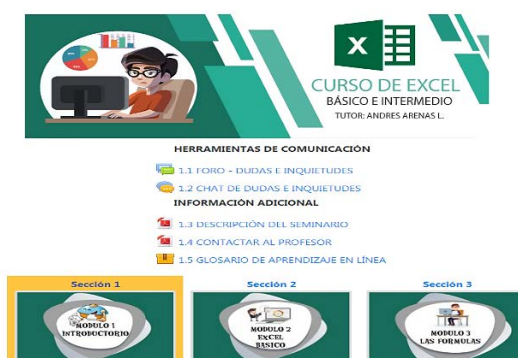 CURSO DE EXCEL
BÁSICO E INTERMEDIO
TUTOR: ANDRES ARENAS L.
HERRAMIENTAS DE COMUNICACIÓN
1.1 FORO - DUDAS E INQUIETUDES
1.2 CHAT DE DUDAS E INQUIETUDES
INFORMACIÓN ADICIONAL
1.3 DESCRIPCIÓN DEL SEMINARIO
1.4 CONTACTAR AL PROFESOR
1.5 GLOSARIO DE APRENDIZAJE EN LÍNEA
Sección 1
Sección 2
Sección 3
MODULO 1
INTRODUCTORIO
MODULO 2
EXCEL
BASICO
MODULO 3
LAS FORMULAS